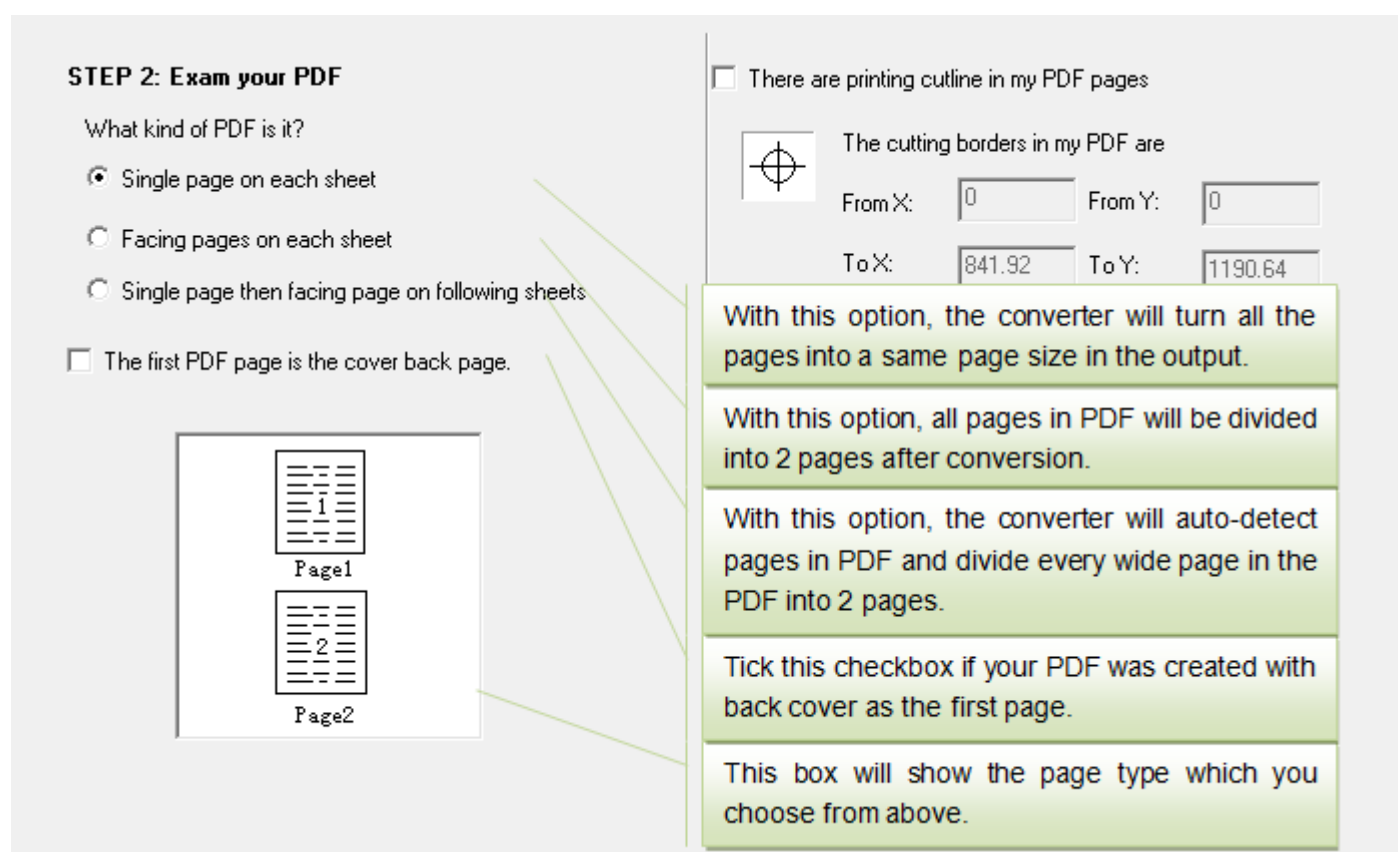 STEP 2: Exam your PDF
What kind of PDF is it?
Single page on each sheet
Facing pages on each sheet
Single page then facing page on following sheets
The first PDF page is the cover back page.
1
Page1
2
Page2
There are printing cutline in my PDF pages
The cutting borders in my PDF are
From X: 0 From Y: 0
To X: 841.92 To Y: 1190.64
With this option, the converter will turn all the
pages into a same page size in the output.
With this option, all pages in PDF will be divided
into 2 pages after conversion.
With this option, the converter will auto-detect
pages in PDF and divide every wide page in the
PDF into 2 pages.
Tick this checkbox if your PDF was created with
back cover as the first page.
This box will show the page type which you
choose from above.